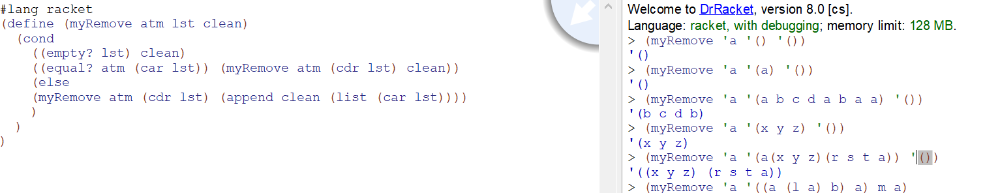 #lang racket
(define (myRemove atm lst clean)
  (cond
    ((empty? lst) clean)
    ((equal? atm (car lst)) (myRemove atm (cdr lst) clean))
    (else
    (myRemove atm (cdr lst) (append clean (list (car lst))))
    )
  )
)
Welcome to DrRacket, version 8.0 [cs].
Language: racket, with debugging; memory limit: 128 MB.
> (myRemove 'a '() '())
'()
> (myRemove 'a '(a) '())
'()
> (myRemove 'a '(a b c d a b a a) '())
'(b c d b)
> (myRemove 'a '(x y z) '())
'(x y z)
> (myRemove 'a '(a(x y z)(r s t a)) '())
'((x y z) (r s t a))
> (myRemove 'a '((a (l a) b) a) m a)